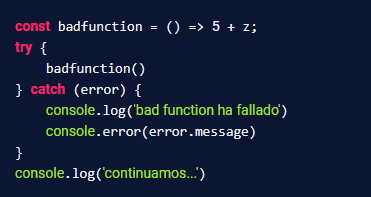 const badfunction = () => 5 + z;
try {
    badfunction()
} catch (error) {
    console.log('bad function ha fallado')
    console.error(error.message)
}
console.log('continuamos...')